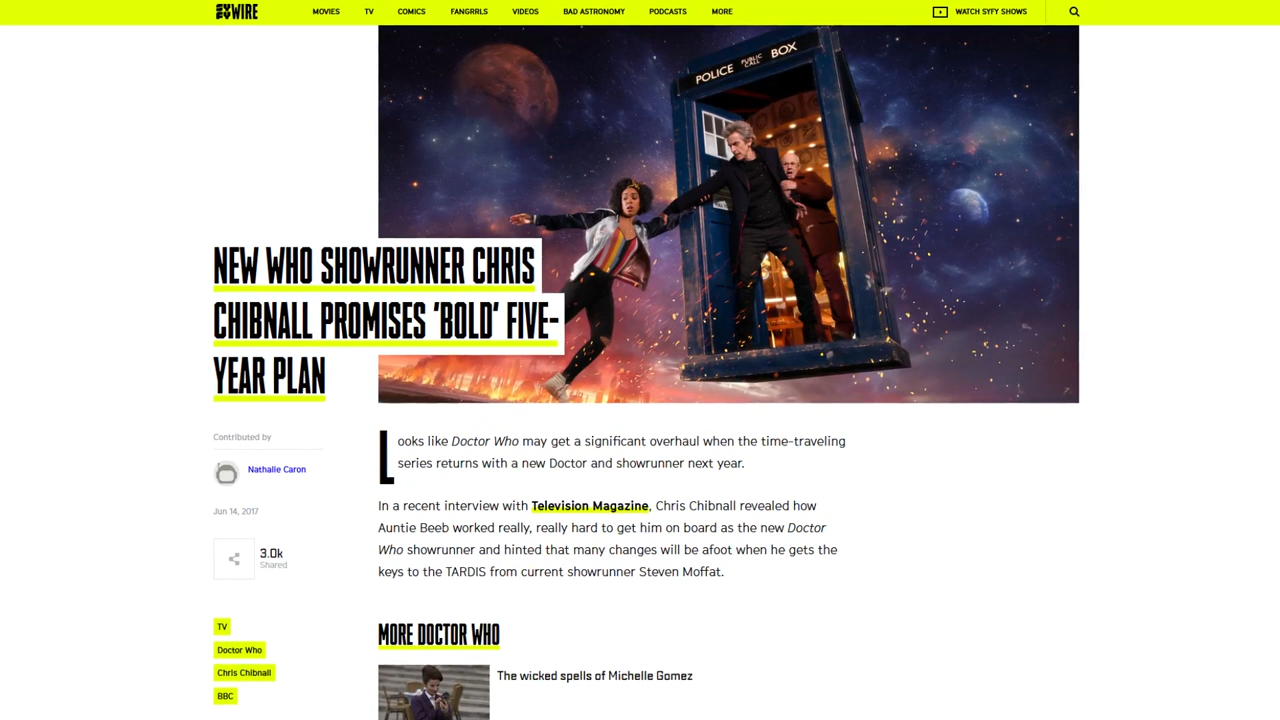 SYFY WIRE
MOVIES TV COMICS FANGRRLS VIDEOS BAD ASTRONOMY PODCASTS MORE WATCH SYFY SHOWS
POLICE PUBLIC CALL BOX
NEW WHO SHOWRUNNER CHRIS
CHIBNALL PROMISES 'BOLD' FIVE-
YEAR PLAN
Contributed by
Nathalie Caron
Jun 14, 2017
3.0k
Shared
TV
Doctor Who
Chris Chibnall
BBC
Looks like Doctor Who may get a significant overhaul when the time-traveling
series returns with a new Doctor and showrunner next year.
In a recent interview with Television Magazine, Chris Chibnall revealed how
Auntie Beeb worked really, really hard to get him on board as the new Doctor
Who showrunner and hinted that many changes will be afoot when he gets the
keys to the TARDIS from current showrunner Steven Moffat.
MORE DOCTOR WHO
The wicked spells of Michelle Gomez